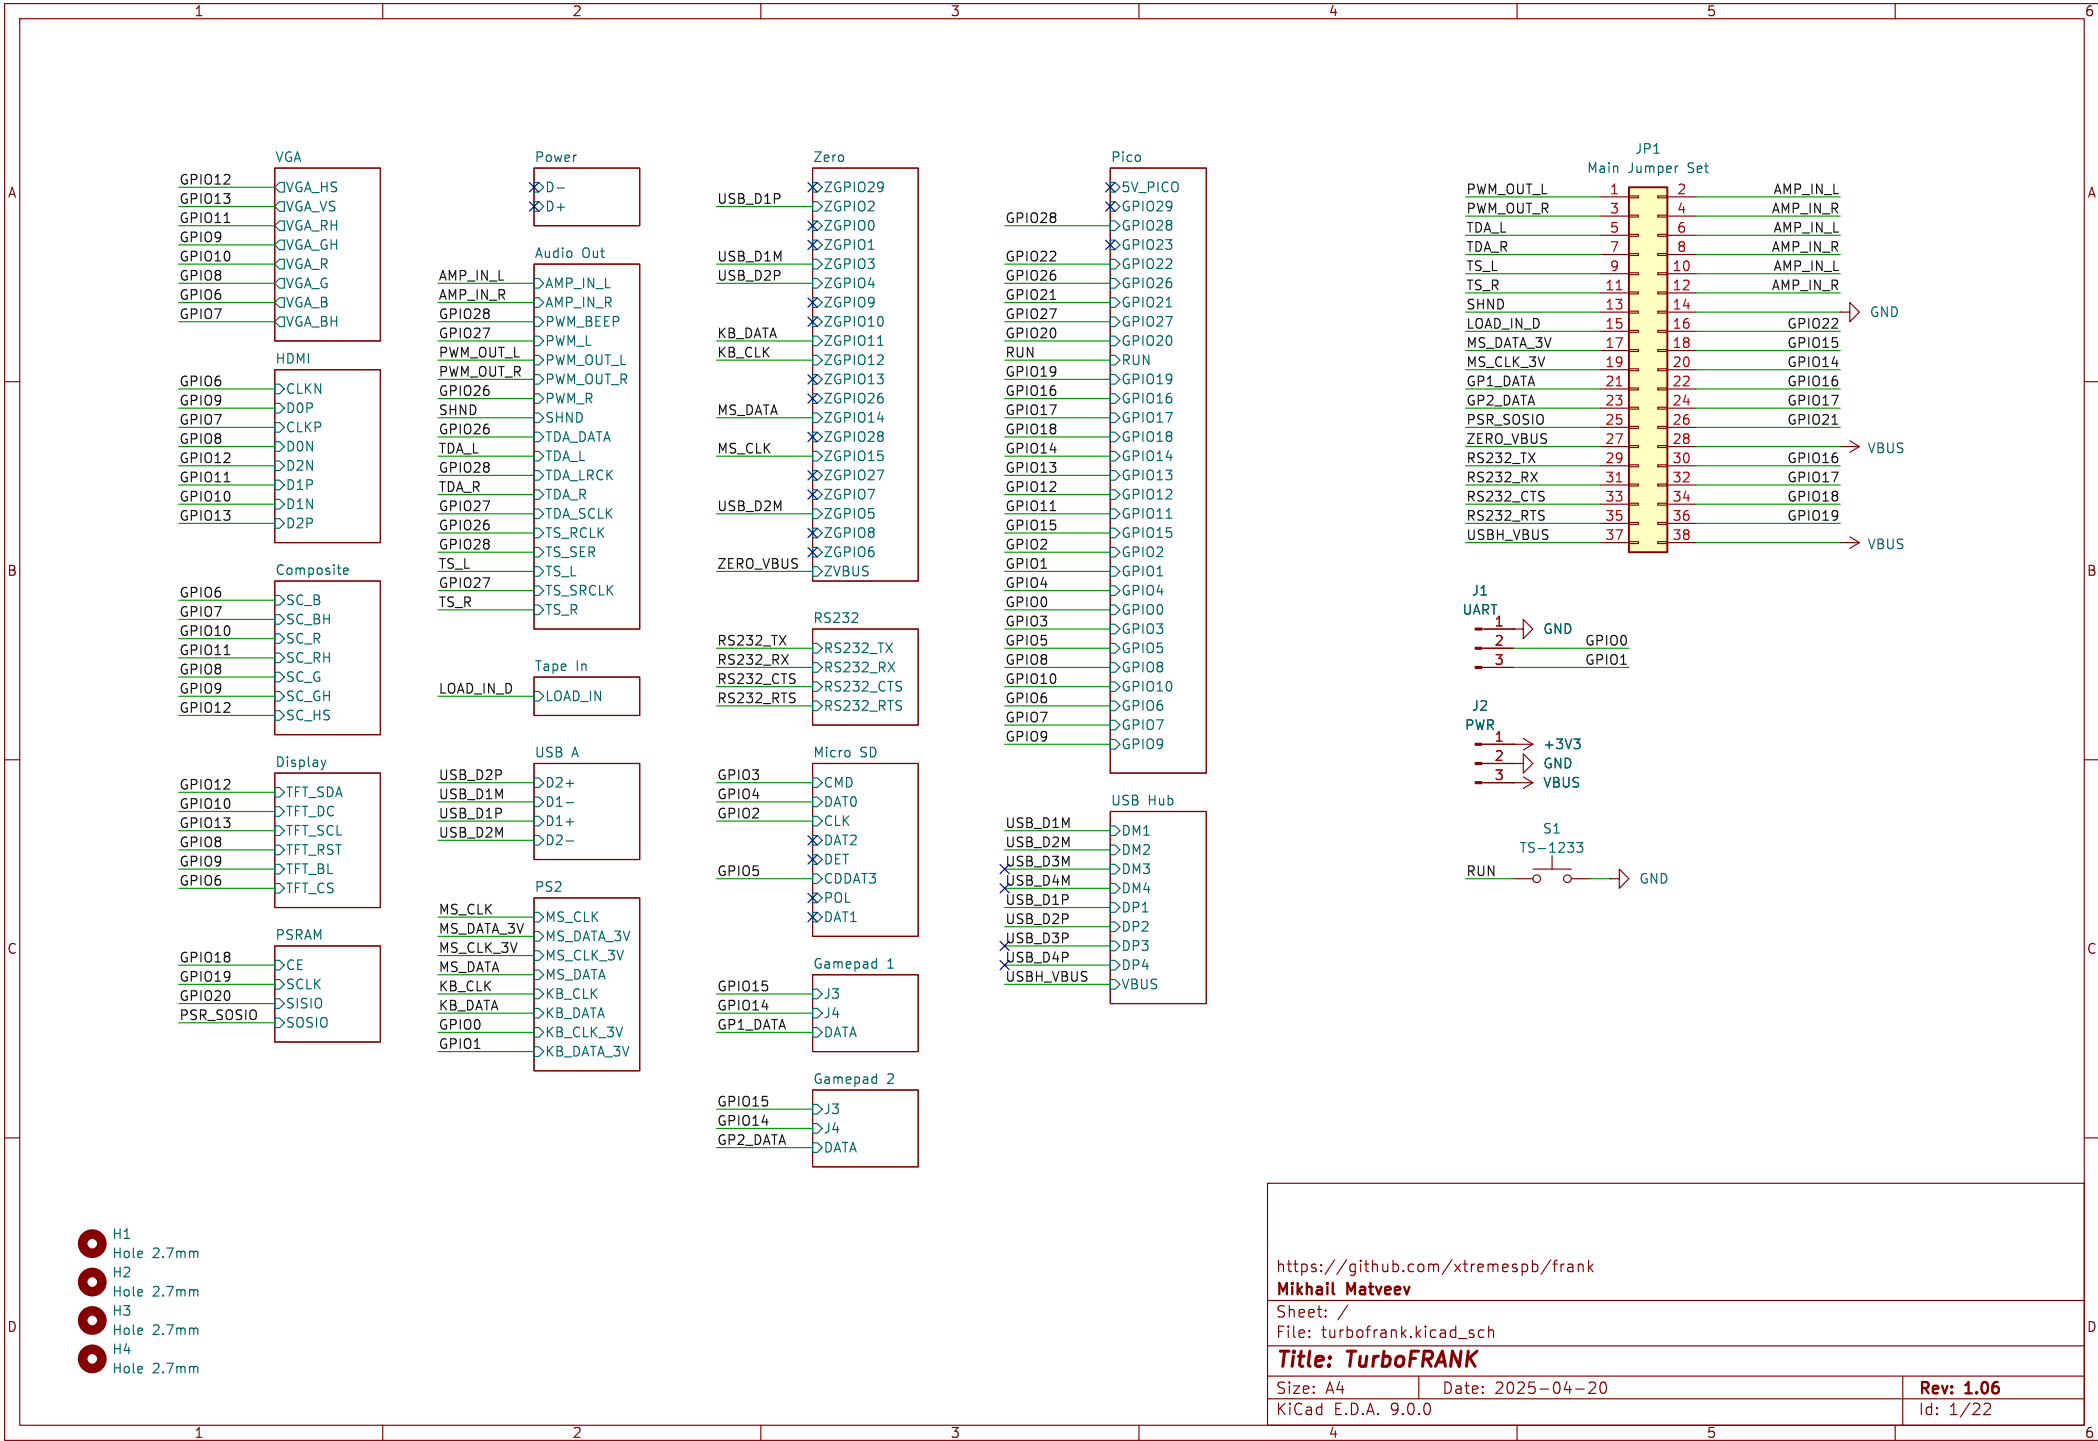 1 2 3 4 5 6
A
B
C
D
VGA
GPIO12 VGA_HS
GPIO13 VGA_VS
GPIO11 VGA_RH
GPIO9 VGA_GH
GPIO10 VGA_R
GPIO8 VGA_G
GPIO6 VGA_B
GPIO7 VGA_BH
HDMI
GPIO6 CLKN
GPIO9 D0P
GPIO7 CLKP
GPIO8 D0N
GPIO12 D2N
GPIO11 D1P
GPIO10 D1N
GPIO13 D2P
Composite
GPIO6 SC_B
GPIO7 SC_BH
GPIO10 SC_R
GPIO11 SC_RH
GPIO8 SC_G
GPIO9 SC_GH
GPIO12 SC_HS
Display
GPIO12 TFT_SDA
GPIO10 TFT_DC
GPIO13 TFT_SCL
GPIO8 TFT_RST
GPIO9 TFT_BL
GPIO6 TFT_CS
PSRAM
GPIO18 CE
GPIO19 SCLK
GPIO20 SISIO
PSR_SOSIO SOSIO
Power
D-
D+
Audio Out
AMP_IN_L AMP_IN_L
AMP_IN_R AMP_IN_R
GPIO28 PWM_BEEP
GPIO27 PWM_L
PWM_OUT_L PWM_OUT_L
PWM_OUT_R PWM_OUT_R
GPIO26 PWM_R
SHND SHND
GPIO26 TDA_DATA
TDA_L TDA_L
GPIO28 TDA_LRCK
TDA_R TDA_R
GPIO27 TDA_SCLK
GPIO26 TS_RCLK
GPIO28 TS_SER
TS_L TS_L
GPIO27 TS_SRCLK
TS_R TS_R
Tape In
LOAD_IN_D LOAD_IN
USB A
USB_D2P D2+
USB_D1M D1-
USB_D1P D1+
USB_D2M D2-
PS2
MS_CLK MS_CLK
MS_DATA_3V MS_DATA_3V
MS_CLK_3V MS_CLK_3V
MS_DATA MS_DATA
KB_CLK KB_CLK
KB_DATA KB_DATA
GPIO0 KB_CLK_3V
GPIO1 KB_DATA_3V
Zero
ZGPIO29
USB_D1P ZGPIO2
ZGPIO0
ZGPIO1
USB_D1M ZGPIO3
USB_D2P ZGPIO4
ZGPIO9
ZGPIO10
KB_DATA ZGPIO11
KB_CLK ZGPIO12
ZGPIO13
ZGPIO26
MS_DATA ZGPIO14
ZGPIO28
MS_CLK ZGPIO15
ZGPIO27
ZGPIO7
USB_D2M ZGPIO5
ZGPIO8
ZGPIO6
ZERO_VBUS ZVBUS
RS232
RS232_TX RS232_TX
RS232_RX RS232_RX
RS232_CTS RS232_CTS
RS232_RTS RS232_RTS
Micro SD
GPIO3 CMD
GPIO4 DAT0
GPIO2 CLK
DAT2
DET
GPIO5 CDDAT3
POL
DAT1
Gamepad 1
GPIO15 J3
GPIO14 J4
GP1_DATA DATA
Gamepad 2
GPIO15 J3
GPIO14 J4
GP2_DATA DATA
Pico
5V_PICO
GPIO29
GPIO28 GPIO28
GPIO23
GPIO22 GPIO22
GPIO26 GPIO26
GPIO21 GPIO21
GPIO27 GPIO27
GPIO20 GPIO20
RUN RUN
GPIO19 GPIO19
GPIO16 GPIO16
GPIO17 GPIO17
GPIO18 GPIO18
GPIO14 GPIO14
GPIO13 GPIO13
GPIO12 GPIO12
GPIO11 GPIO11
GPIO15 GPIO15
GPIO2 GPIO2
GPIO1 GPIO1
GPIO4 GPIO4
GPIO0 GPIO0
GPIO3 GPIO3
GPIO5 GPIO5
GPIO8 GPIO8
GPIO10 GPIO10
GPIO6 GPIO6
GPIO7 GPIO7
GPIO9 GPIO9
USB Hub
USB_D1M DM1
USB_D2M DM2
USB_D3M DM3
USB_D4M DM4
USB_D1P DP1
USB_D2P DP2
USB_D3P DP3
USB_D4P DP4
USBH_VBUS VBUS
JP1
Main Jumper Set
PWM_OUT_L 1 2 AMP_IN_L
PWM_OUT_R 3 4 AMP_IN_R
TDA_L 5 6 AMP_IN_L
TDA_R 7 8 AMP_IN_R
TS_L 9 10 AMP_IN_L
TS_R 11 12 AMP_IN_R
SHND 13 14 GND
LOAD_IN_D 15 16 GPIO22
MS_DATA_3V 17 18 GPIO15
MS_CLK_3V 19 20 GPIO14
GP1_DATA 21 22 GPIO16
GP2_DATA 23 24 GPIO17
PSR_SOSIO 25 26 GPIO21
ZERO_VBUS 27 28 VBUS
RS232_TX 29 30 GPIO16
RS232_RX 31 32 GPIO17
RS232_CTS 33 34 GPIO18
RS232_RTS 35 36 GPIO19
USBH_VBUS 37 38 VBUS
J1
UART
1 GND
2 GPIO0
3 GPIO1
J2
PWR
1 +3V3
2 GND
3 VBUS
S1
TS-1233
RUN GND
H1
Hole 2.7mm
H2
Hole 2.7mm
H3
Hole 2.7mm
H4
Hole 2.7mm
https://github.com/xtremespb/frank
Mikhail Matveev
Sheet: /
File: turbofrank.kicad_sch
Title: TurboFRANK
Size: A4 Date: 2025-04-20 Rev: 1.06
KiCad E.D.A. 9.0.0 Id: 1/22
A
B
C
D
1 2 3 4 5 6